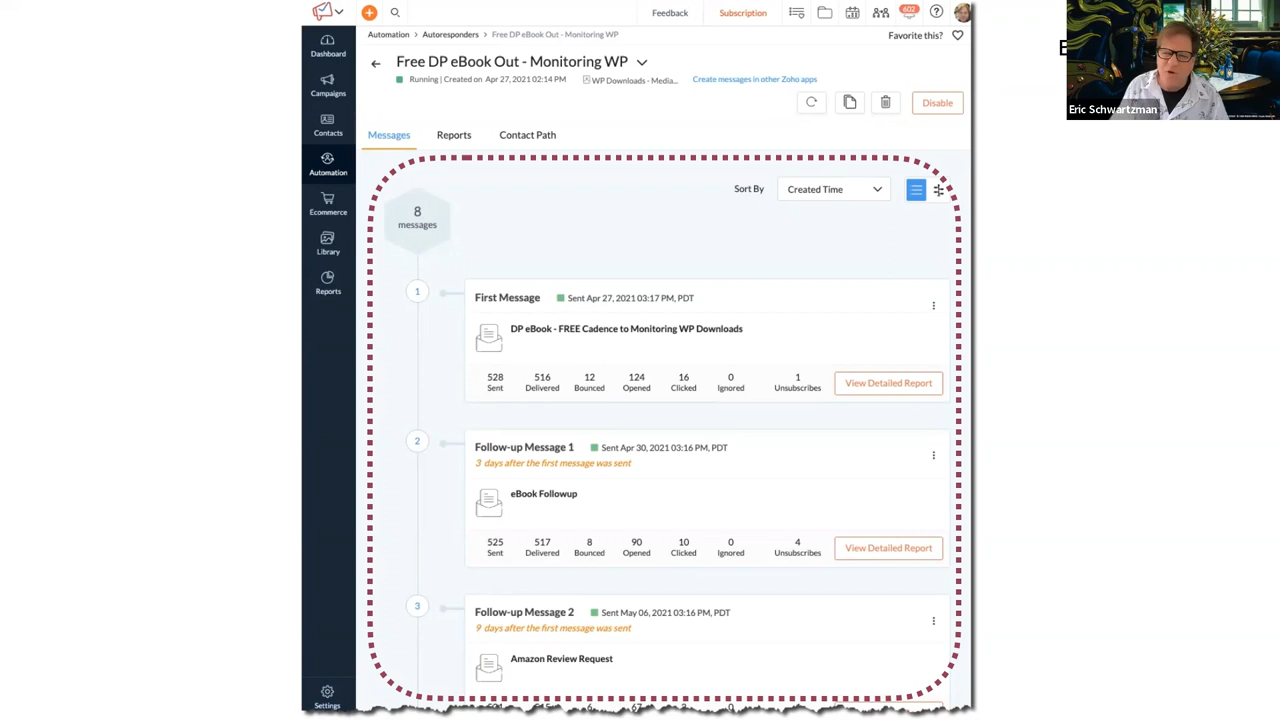 Feedback
Subscription
602
Automation > Autoresponders > Free DP eBook Out - Monitoring WP
Favorite this?
Free DP eBook Out - Monitoring WP
Running | Created on Apr 27, 2021 02:14 PM
WP Downloads - Media...
Create messages in other Zoho apps
Disable
Dashboard
Campaigns
Contacts
Automation
Ecommerce
Library
Reports
Settings
Messages
Reports
Contact Path
Sort By
Created Time
8
messages
1
First Message
Sent Apr 27, 2021 03:17 PM, PDT
DP eBook - FREE Cadence to Monitoring WP Downloads
528 516 12 124 16 0 1
Sent Delivered Bounced Opened Clicked Ignored Unsubscribes
View Detailed Report
2
Follow-up Message 1
Sent Apr 30, 2021 03:16 PM, PDT
3 days after the first message was sent
eBook Followup
525 517 8 90 10 0 4
Sent Delivered Bounced Opened Clicked Ignored Unsubscribes
View Detailed Report
3
Follow-up Message 2
Sent May 06, 2021 03:16 PM, PDT
9 days after the first message was sent
Amazon Review Request
Eric Schwartzman